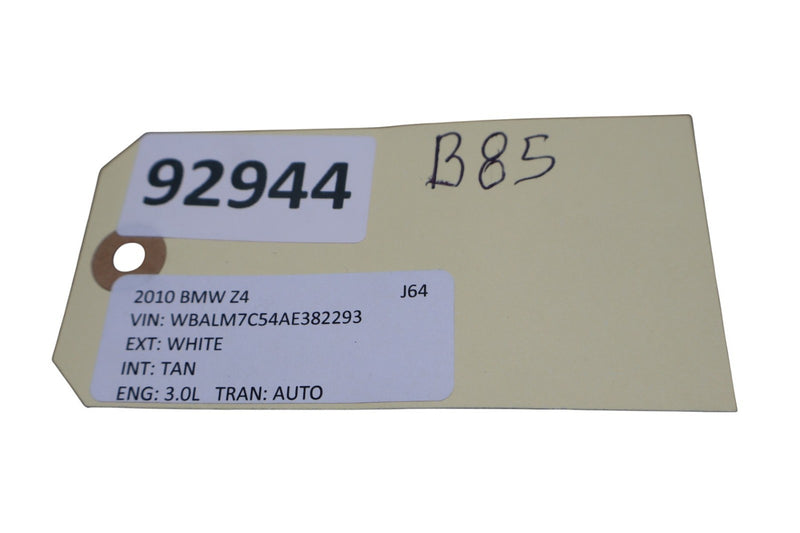 92944
B85
2010 BMW Z4 J64
VIN: WBALM7C54AE382293
EXT: WHITE
INT: TAN
ENG: 3.0L TRAN: AUTO